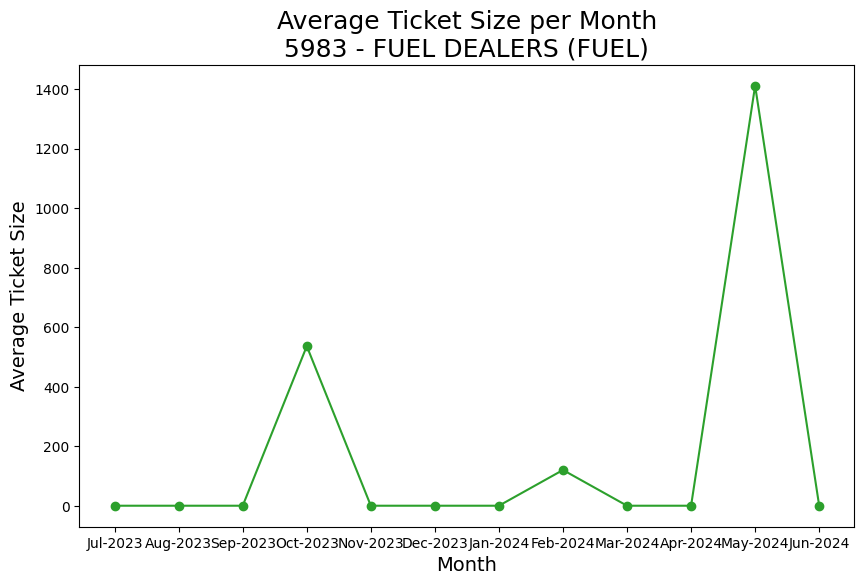 Average Ticket Size per Month
5983 - FUEL DEALERS (FUEL)
1400
1200
1000
800
600
400
200
0
Average Ticket Size
Jul-2023 Aug-2023 Sep-2023 Oct-2023 Nov-2023 Dec-2023 Jan-2024 Feb-2024 Mar-2024 Apr-2024 May-2024 Jun-2024
Month